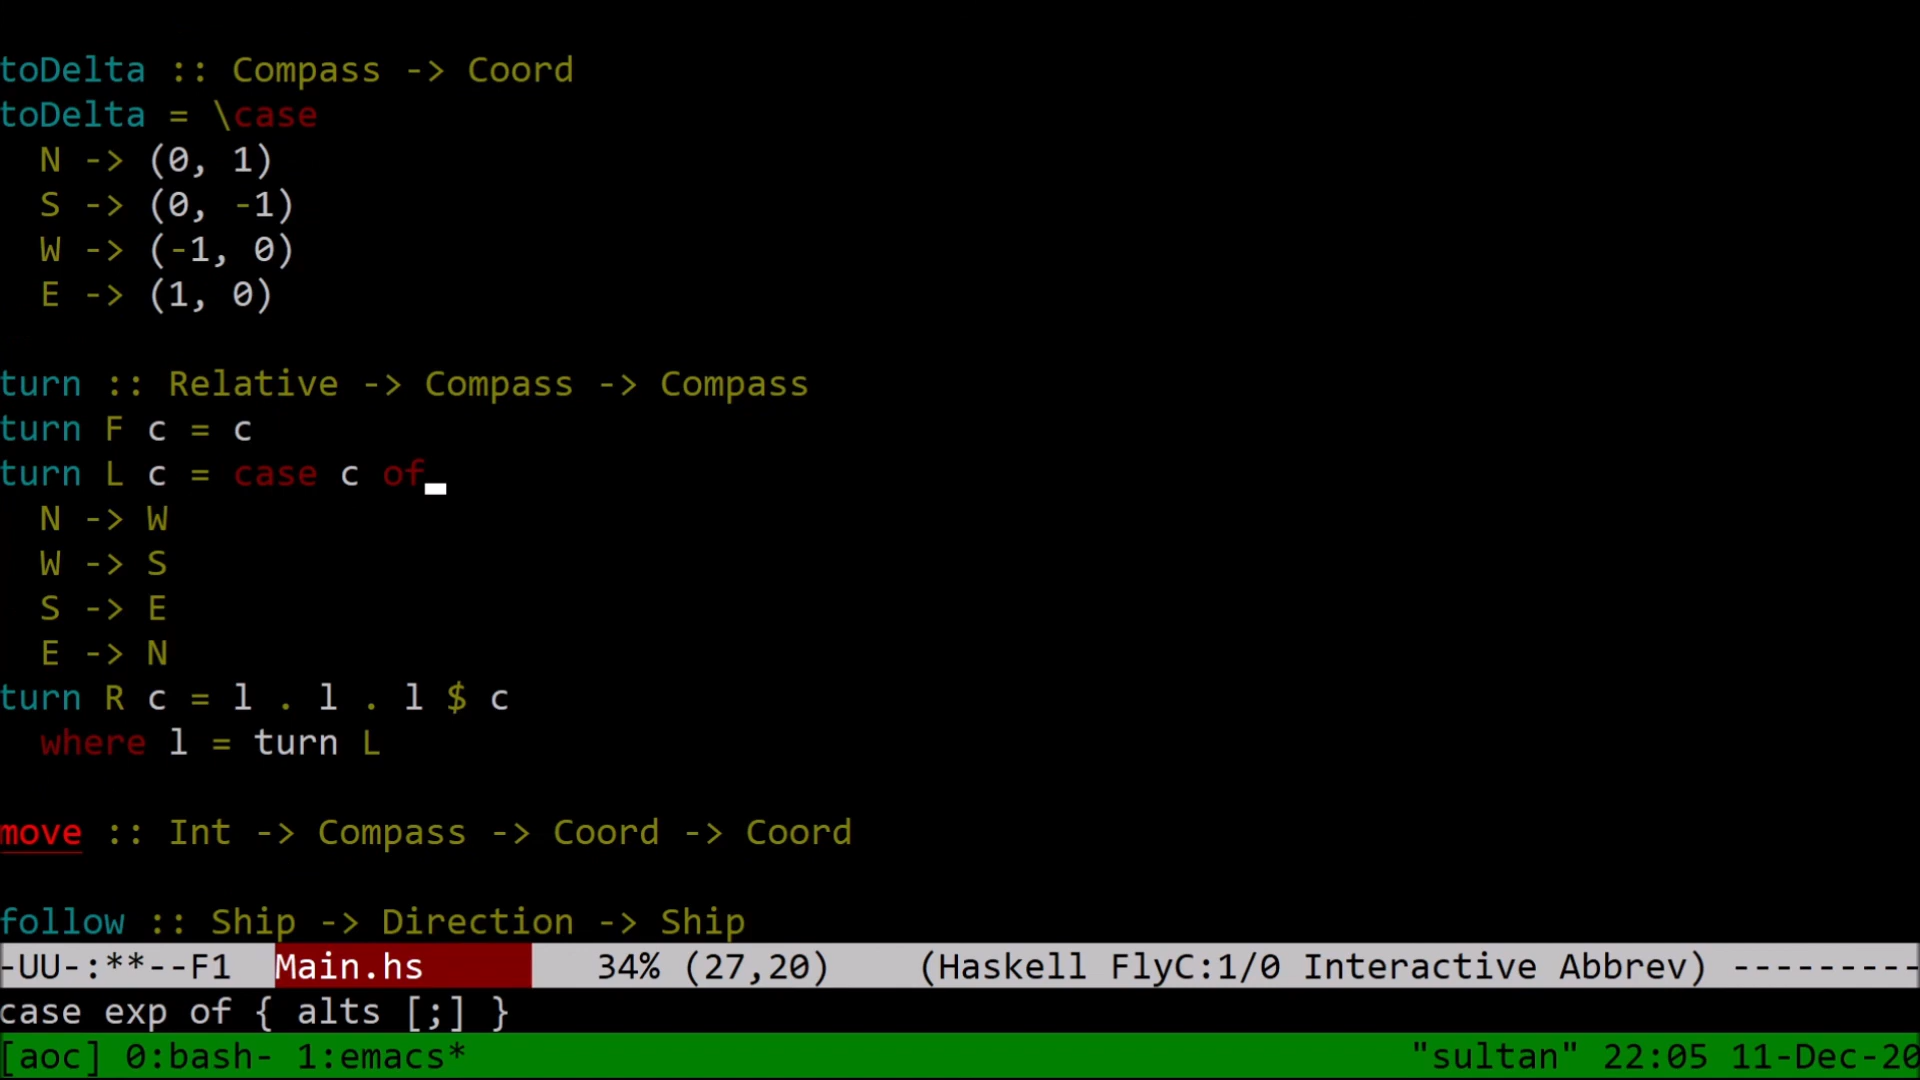 toDelta :: Compass -> Coord
toDelta = \case
  N -> (0, 1)
  S -> (0, -1)
  W -> (-1, 0)
  E -> (1, 0)

turn :: Relative -> Compass -> Compass
turn F c = c
turn L c = case c of
  N -> W
  W -> S
  S -> E
  E -> N
turn R c = l . l . l $ c
  where l = turn L

move :: Int -> Compass -> Coord -> Coord

follow :: Ship -> Direction -> Ship
-UU-:**--F1  Main.hs        34% (27,20)    (Haskell FlyC:1/0 Interactive Abbrev) ---------
case exp of { alts [;] }
[aoc] 0:bash- 1:emacs* "sultan" 22:05 11-Dec-20